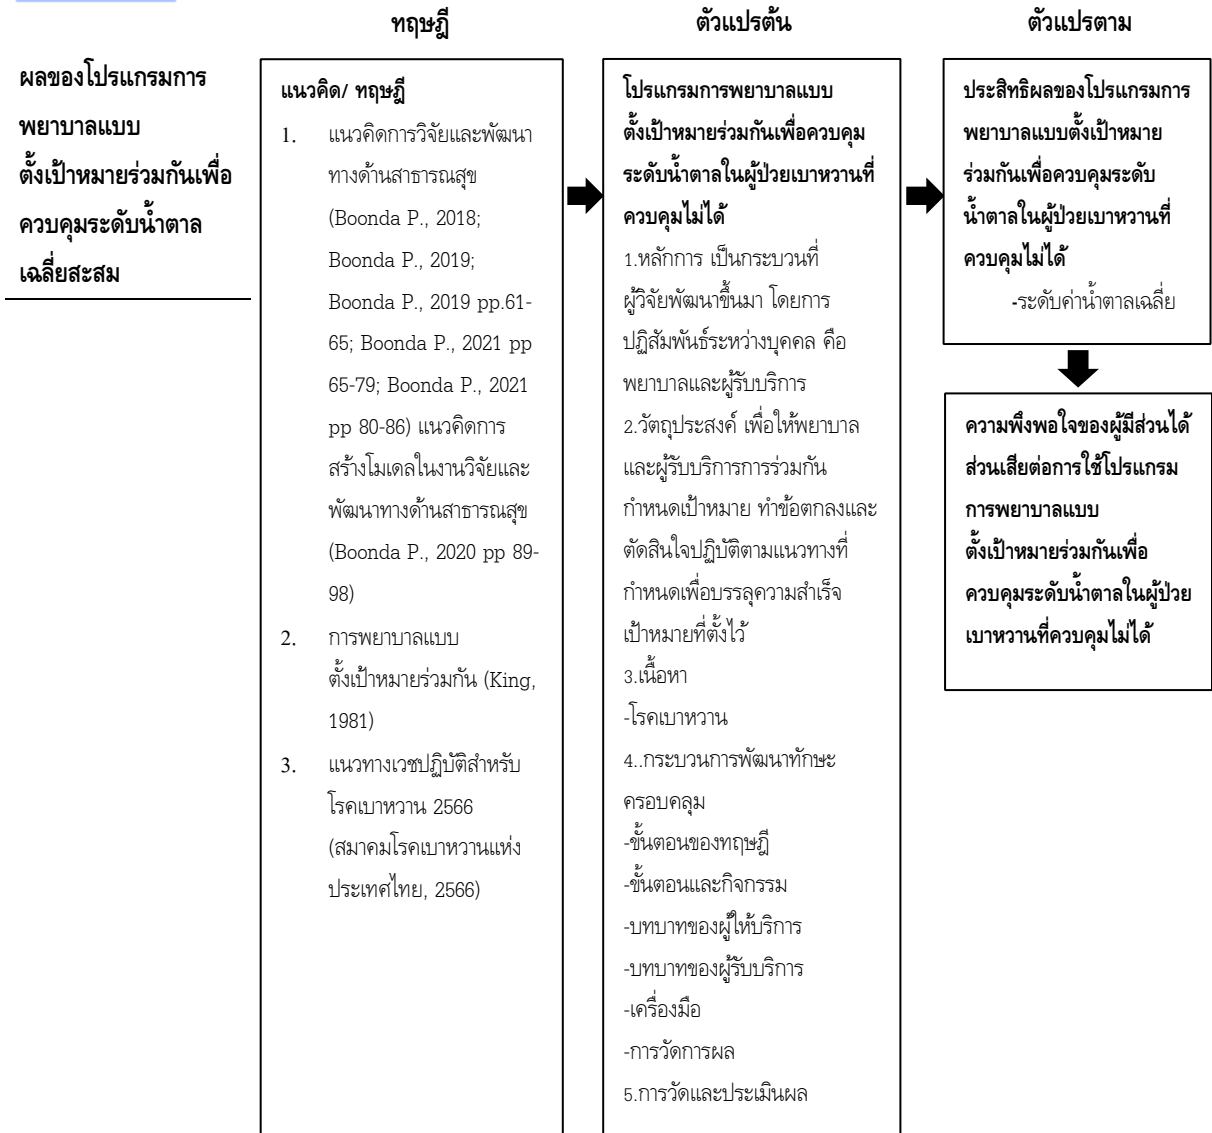 ทฤษฎี
ตัวแปรต้น
ตัวแปรตาม
ผลของโปรแกรมการ
พยาบาลแบบ
ตั้งเป้าหมายร่วมกันเพื่อ
ควบคุมระดับน้ำตาล
เฉลี่ยสะสม
แนวคิด/ ทฤษฎี
1. แนวคิดการวิจัยและพัฒนา
ทางด้านสาธารณสุข
(Boonda P., 2018;
Boonda P., 2019;
Boonda P., 2019 pp.61-
65; Boonda P., 2021 pp
65-79; Boonda P., 2021
pp 80-86) แนวคิดการ
สร้างโมเดลในงานวิจัยและ
พัฒนาทางด้านสาธารณสุข
(Boonda P., 2020 pp 89-
98)
2. การพยาบาลแบบ
ตั้งเป้าหมายร่วมกัน (King,
1981)
3. แนวทางเวชปฏิบัติสำหรับ
โรคเบาหวาน 2566
(สมาคมโรคเบาหวานแห่ง
ประเทศไทย, 2566)
โปรแกรมการพยาบาลแบบ
ตั้งเป้าหมายร่วมกันเพื่อควบคุม
ระดับน้ำตาลในผู้ป่วยเบาหวานที่
ควบคุมไม่ได้
1.หลักการ เป็นกระบวนที่
ผู้วิจัยพัฒนาขึ้นมา โดยการ
ปฏิสัมพันธ์ระหว่างบุคคล คือ
พยาบาลและผู้รับบริการ
2.วัตถุประสงค์ เพื่อให้พยาบาล
และผู้รับบริการการร่วมกัน
กำหนดเป้าหมาย ทำข้อตกลงและ
ตัดสินใจปฏิบัติตามแนวทางที่
กำหนดเพื่อบรรลุความสำเร็จ
เป้าหมายที่ตั้งไว้
3.เนื้อหา
-โรคเบาหวาน
4..กระบวนการพัฒนาทักษะ
ครอบคลุม
-ขั้นตอนของทฤษฎี
-ขั้นตอนและกิจกรรม
-บทบาทของผู้ให้บริการ
-บทบาทของผู้รับบริการ
-เครื่องมือ
-การวัดการผล
5.การวัดและประเมินผล
ประสิทธิผลของโปรแกรมการ
พยาบาลแบบตั้งเป้าหมาย
ร่วมกันเพื่อควบคุมระดับ
น้ำตาลในผู้ป่วยเบาหวานที่
ควบคุมไม่ได้
-ระดับค่าน้ำตาลเฉลี่ย
ความพึงพอใจของผู้มีส่วนได้
ส่วนเสียต่อการใช้โปรแกรม
การพยาบาลแบบ
ตั้งเป้าหมายร่วมกันเพื่อ
ควบคุมระดับน้ำตาลในผู้ป่วย
เบาหวานที่ควบคุมไม่ได้